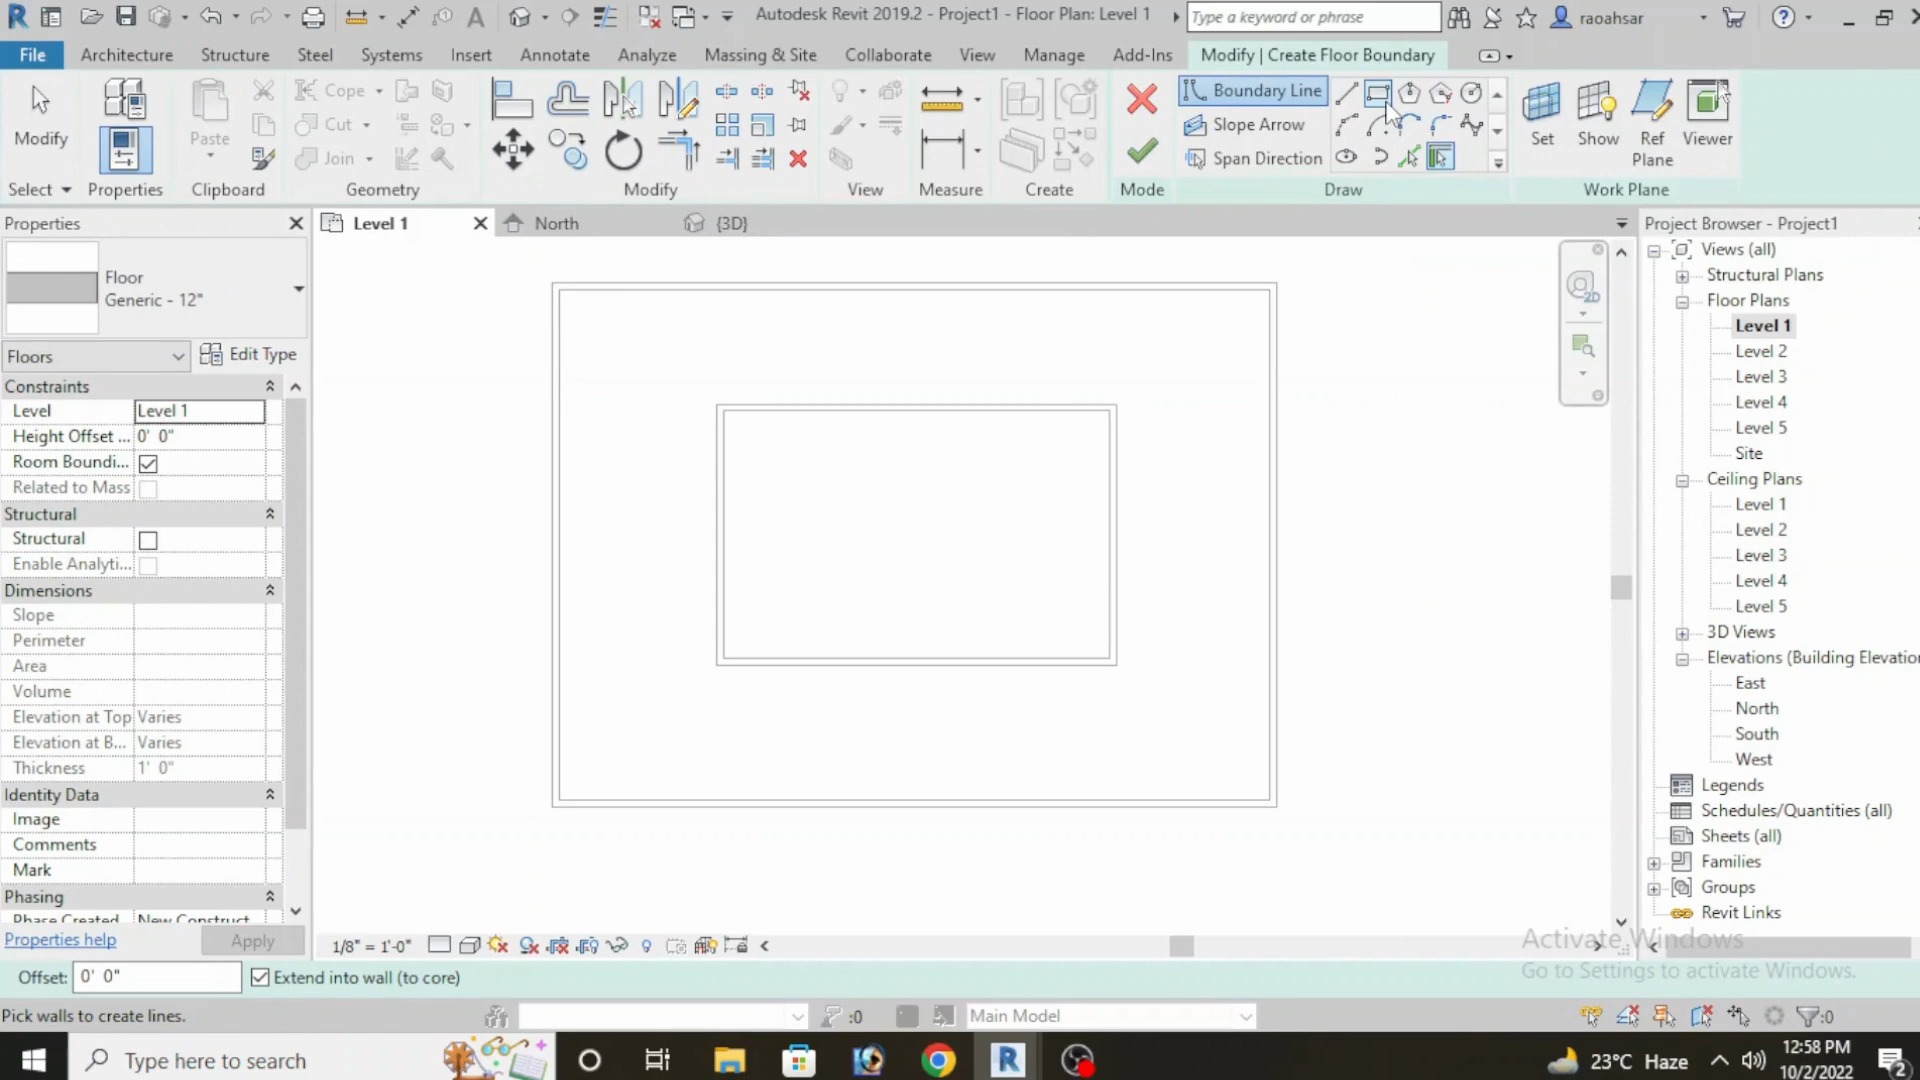 Autodesk Revit 2019.2 - Project1 - Floor Plan: Level 1
Type a keyword or phrase
raoahsar
File
Architecture
Structure
Steel
Systems
Insert
Annotate
Analyze
Massing & Site
Collaborate
View
Manage
Add-Ins
Modify | Create Floor Boundary
Modify
Paste
Cope
Cut
Join
Boundary Line
Slope Arrow
Span Direction
Set
Show
Ref
Plane
Viewer
Select
Properties
Clipboard
Geometry
Modify
View
Measure
Create
Mode
Draw
Work Plane
Properties
Floor
Generic - 12"
Floors
Edit Type
Constraints
Level
Level 1
Height Offset ...
0' 0"
Room Boundi...
Related to Mass
Structural
Structural
Enable Analyti...
Dimensions
Slope
Perimeter
Area
Volume
Elevation at Top
Varies
Elevation at B...
Varies
Thickness
1' 0"
Identity Data
Image
Comments
Mark
Phasing
Phase Created
New Construct
Properties help
Apply
Level 1
North
{3D}
2D
1/8" = 1'-0"
Project Browser - Project1
Views (all)
Structural Plans
Floor Plans
Level 1
Level 2
Level 3
Level 4
Level 5
Site
Ceiling Plans
Level 1
Level 2
Level 3
Level 4
Level 5
3D Views
Elevations (Building Elevatio
East
North
South
West
Legends
Schedules/Quantities (all)
Sheets (all)
Families
Groups
Revit Links
Activate Windows
Go to Settings to activate Windows.
Offset:
0' 0"
Extend into wall (to core)
Pick walls to create lines.
:0
Main Model
:0
Type here to search
23°C Haze
12:58 PM
10/2/2022
2